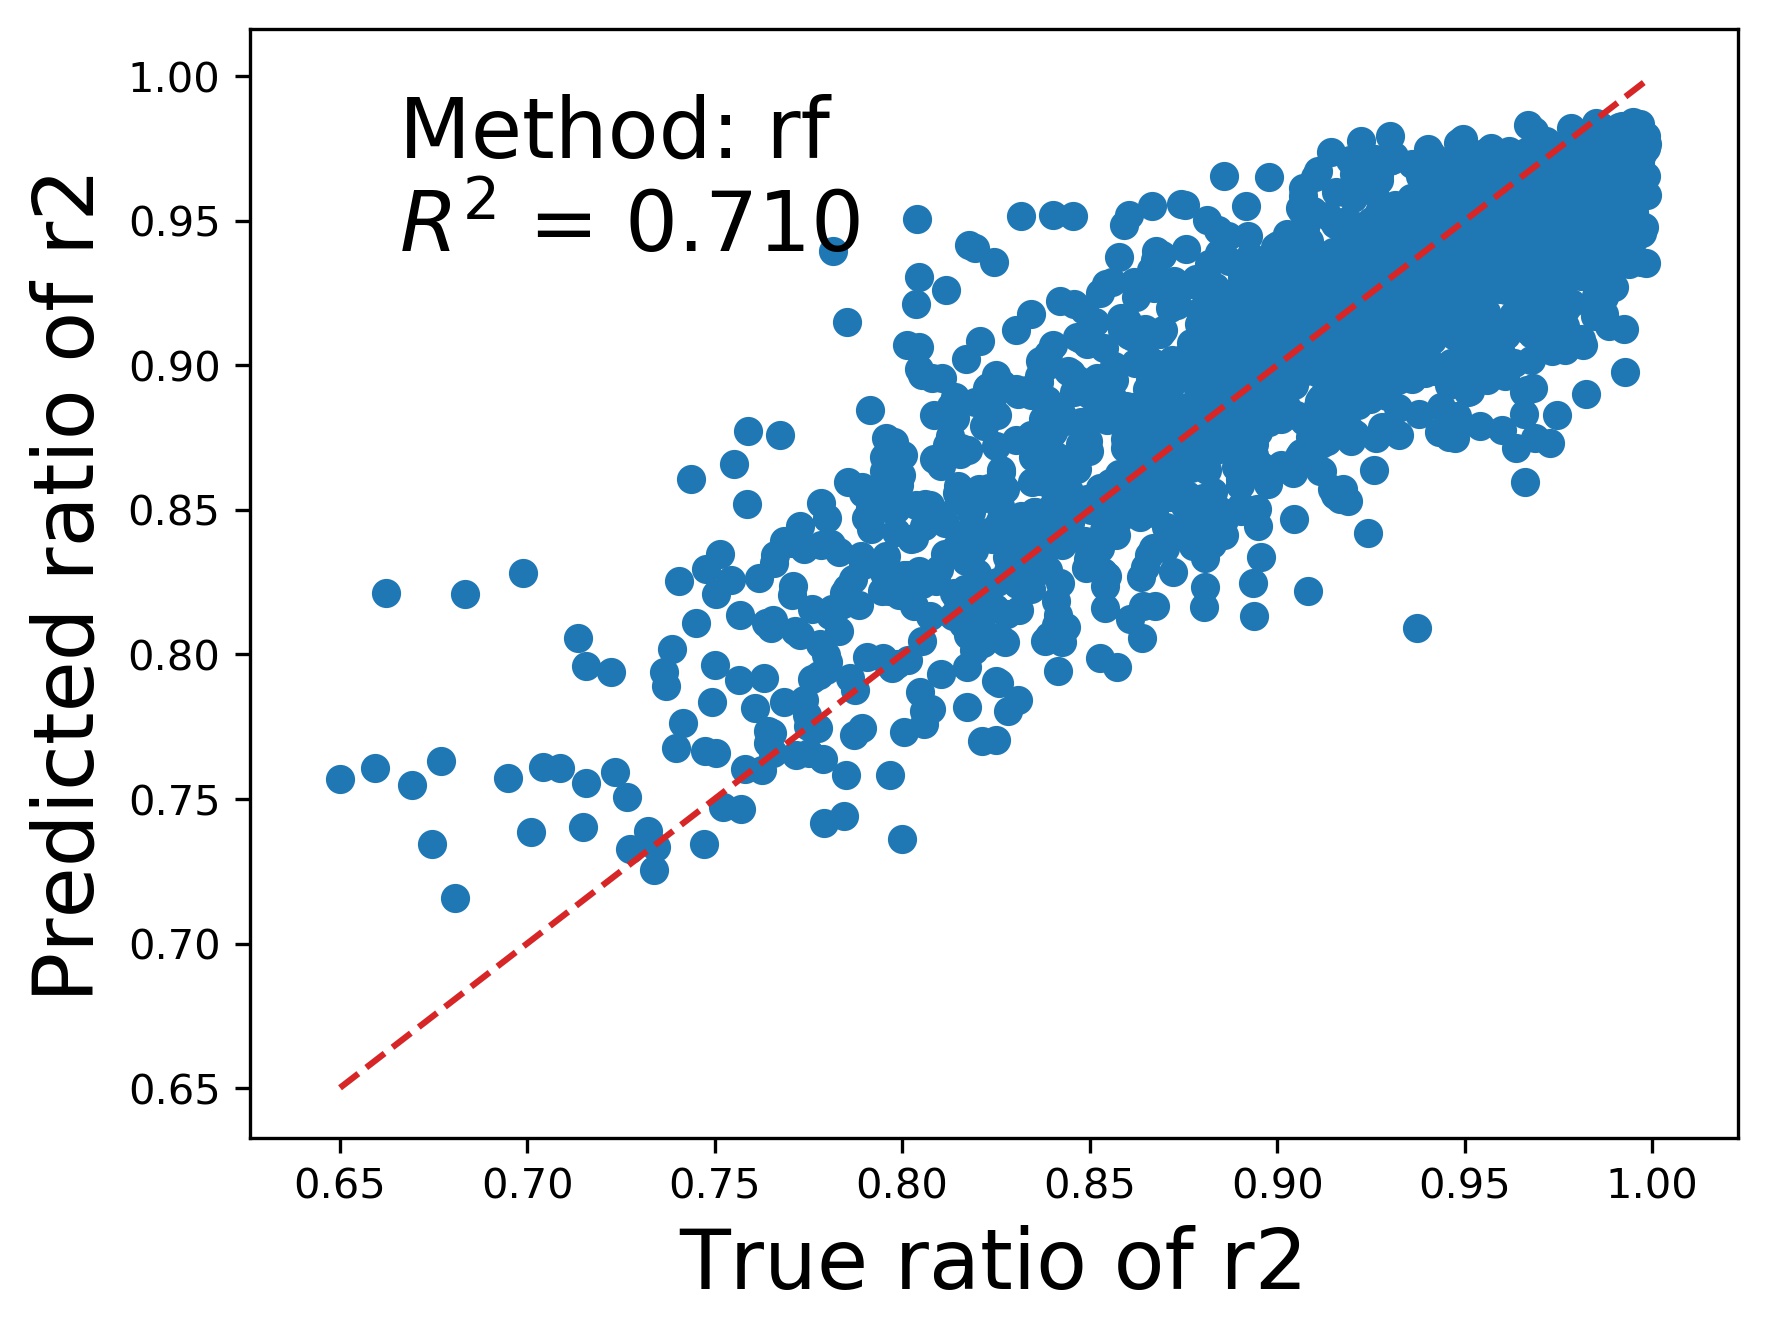 Method: rf
R² = 0.710
Predicted ratio of r2
1.00
0.95
0.90
0.85
0.80
0.75
0.70
0.65
0.65 0.70 0.75 0.80 0.85 0.90 0.95 1.00
True ratio of r2